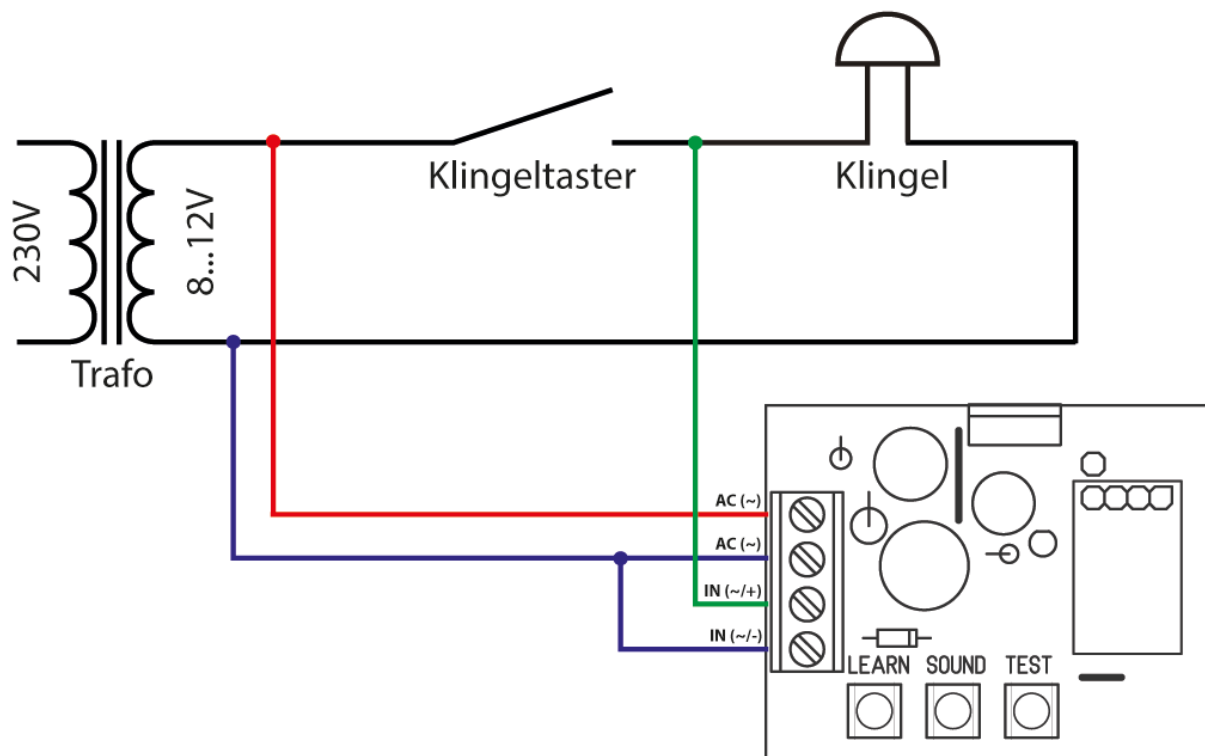 Klingeltaster
Klingel
230V
8...12V
Trafo
AC (~)
AC (~)
IN (~/+)
IN (~/-)
LEARN SOUND TEST